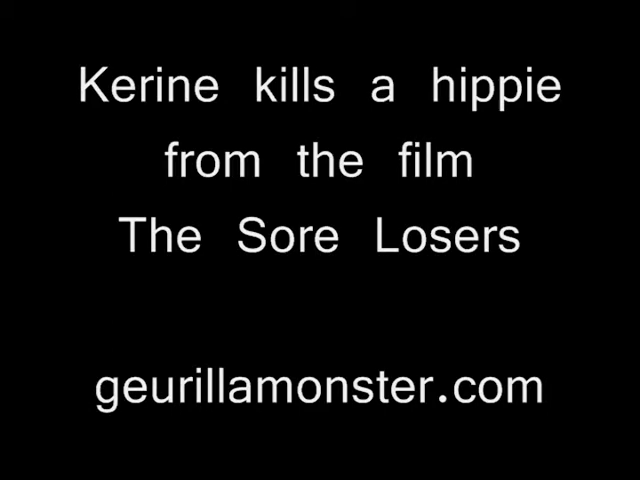 Kerine kills a hippie
from the film
The Sore Losers
geurillamonster.com